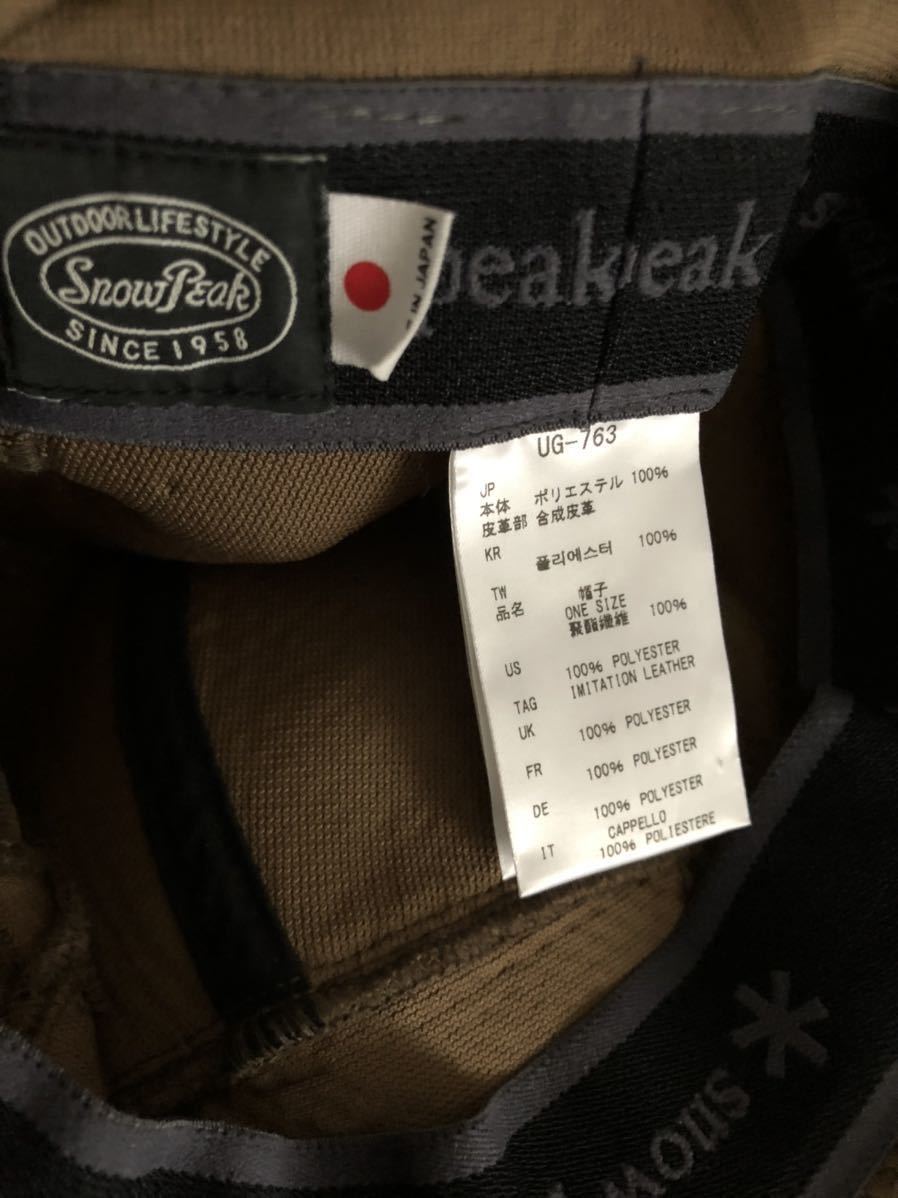 OUTDOOR LIFESTYLE
Snow Peak
SINCE 1958
IN JAPAN
peak
eak
UG-763
JP
本体 ポリエステル 100%
皮革部 合成皮革
KR 폴리에스터 100%
TW 帽子
品名 ONE SIZE
聚酯纖維 100%
US 100% POLYESTER
TAG IMITATION LEATHER
UK 100% POLYESTER
FR 100% POLYESTER
DE 100% POLYESTER
CAPPELLO
IT 100% POLIESTERE
snow